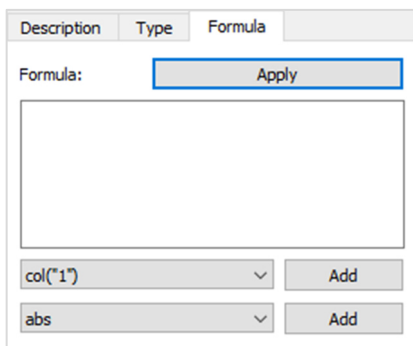 Description Type Formula
Formula: Apply
col("1") Add
abs Add